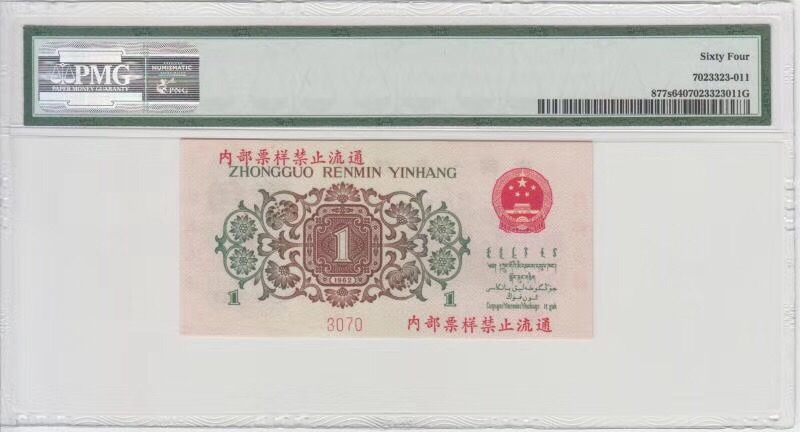 PMG
PAPER MONEY GUARANTY
NUMISMATIC
PNG
Sixty Four
7023323-011
877s6407023323011G
内部票样禁止流通
ZHONGGUO RENMIN YINHANG
1
1962
1
1
3070
内部票样禁止流通